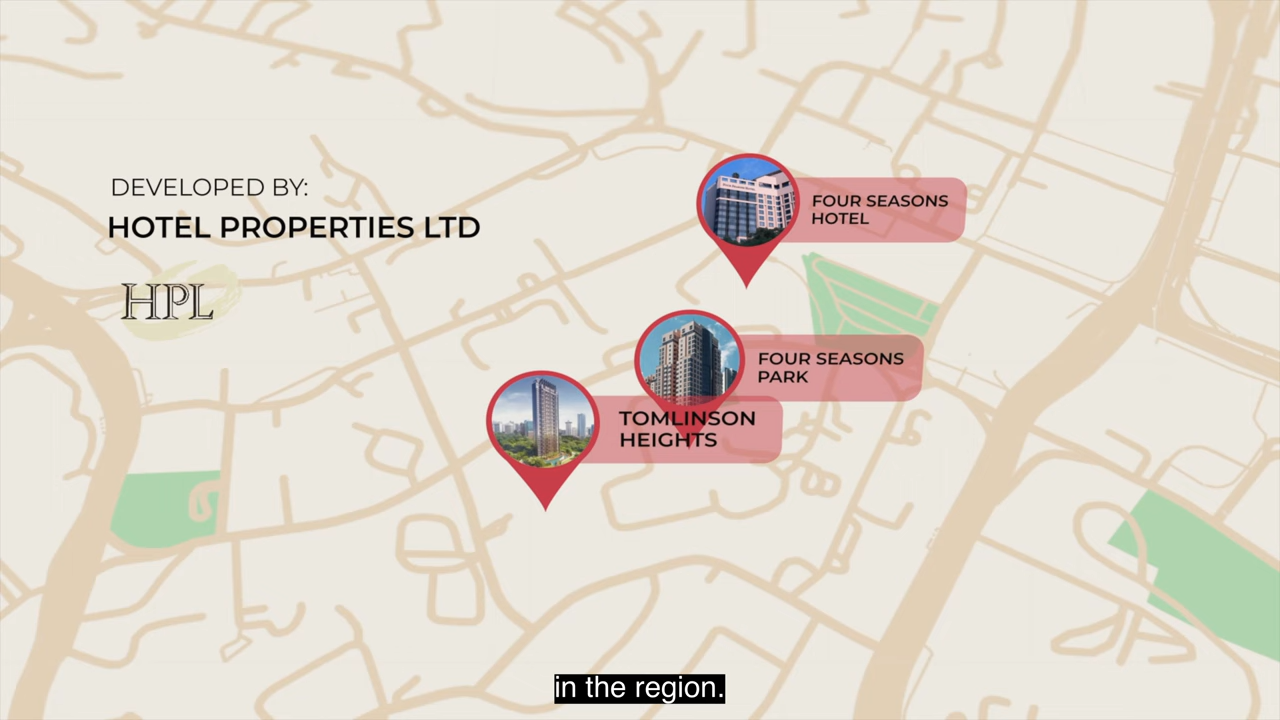 DEVELOPED BY:
HOTEL PROPERTIES LTD
HPL
FOUR SEASONS
HOTEL
FOUR SEASONS
PARK
TOMLINSON
HEIGHTS
in the region.